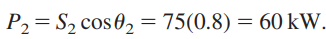 P₂ = S₂ cos θ₂ = 75(0.8) = 60 kW.